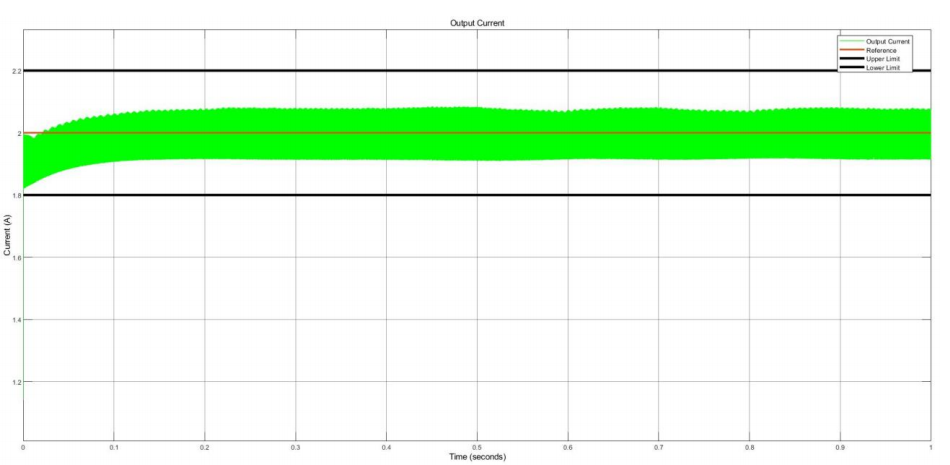 Output Current
Output Current
Reference
Upper Limit
Lower Limit
2.2
2
1.8
1.6
1.4
1.2
Current (A)
0 0.1 0.2 0.3 0.4 0.5 0.6 0.7 0.8 0.9 1
Time (seconds)